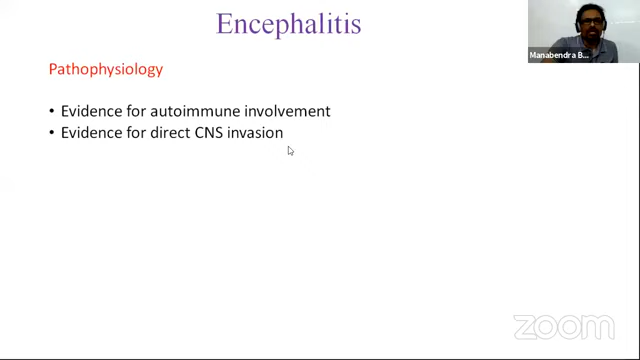 Encephalitis
Manabendra B...
Pathophysiology
• Evidence for autoimmune involvement
• Evidence for direct CNS invasion
zoom